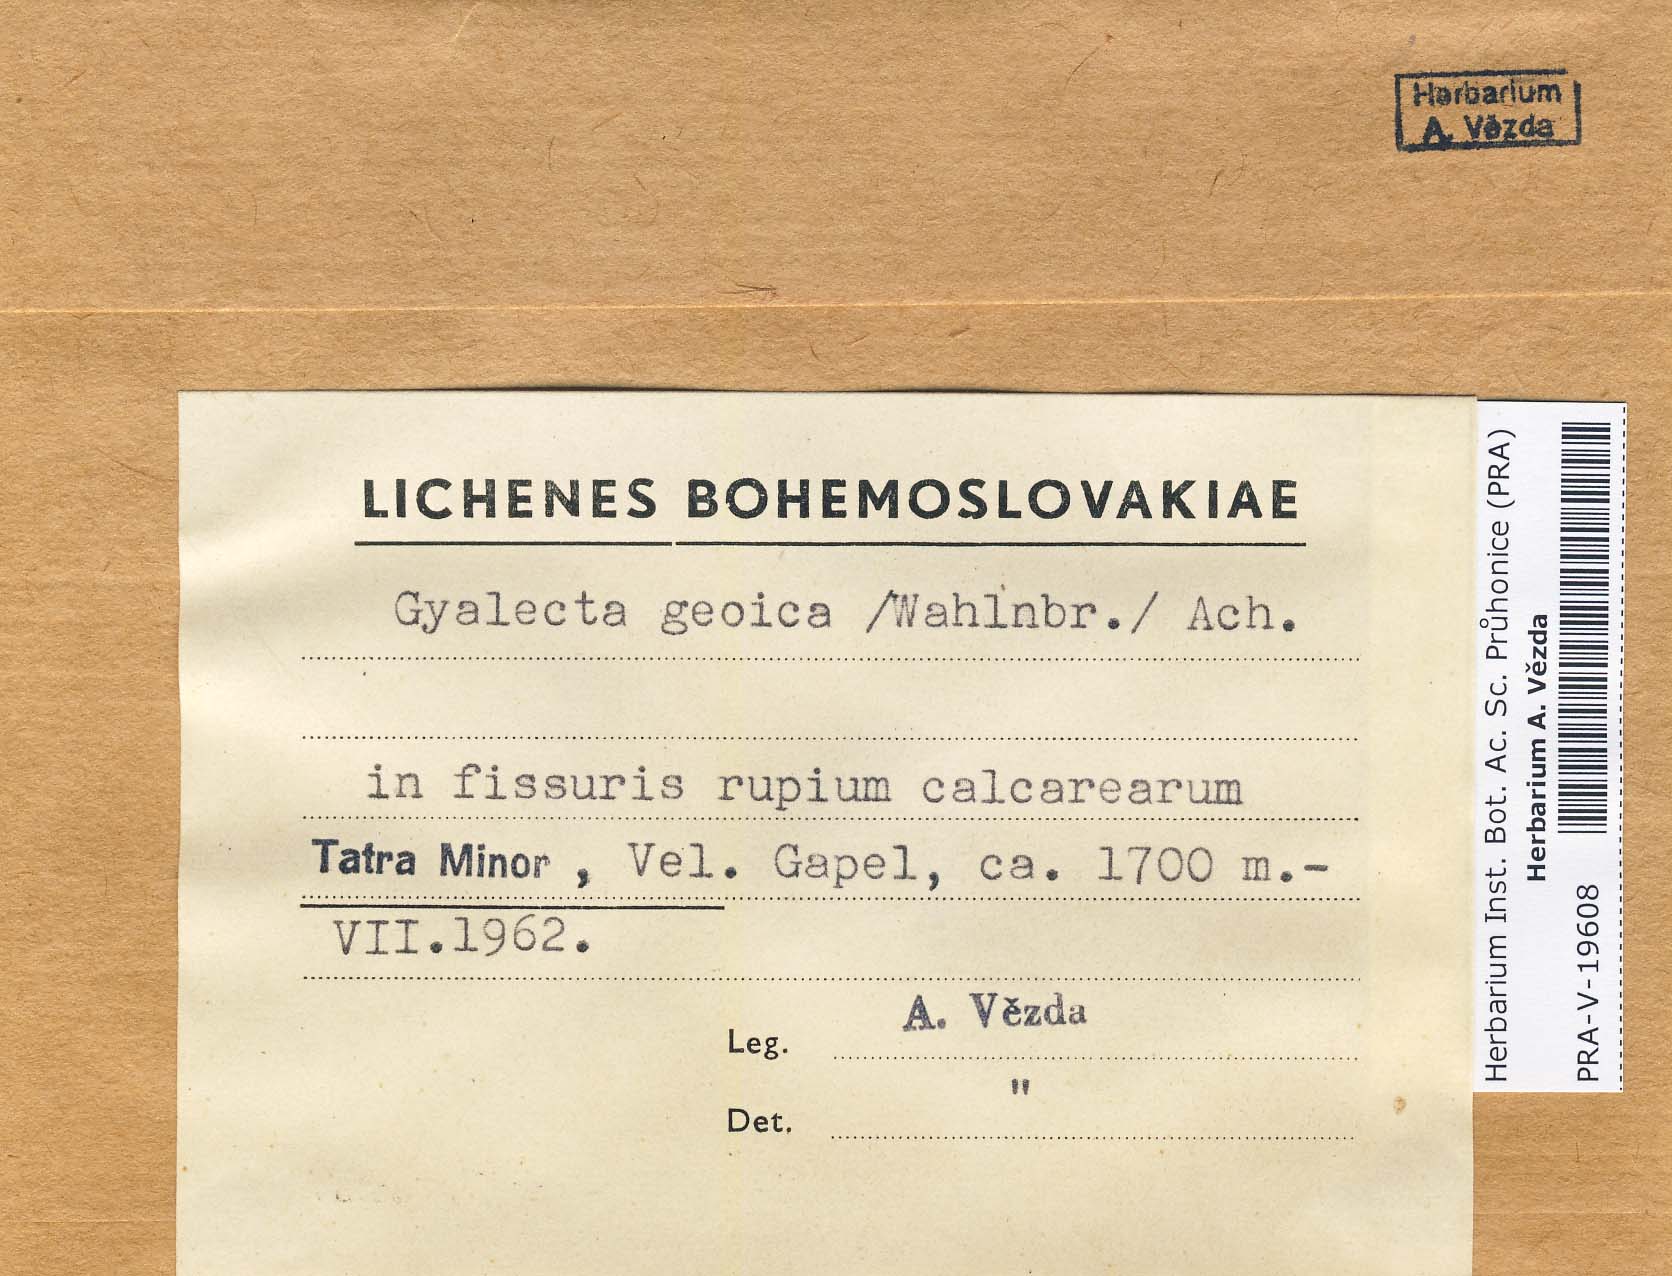 Herbarium
A. Vězda
LICHENES BOHEMOSLOVAKIAE
Gyalecta geoica /Wahlnbr./ Ach.
in fissuris rupium calcarearum
Tatra Minor , Vel. Gapel, ca. 1700 m.-
VII.1962.
Leg. A. Vězda
Det. "
Herbarium Inst. Bot. Ac. Sc. Průhonice (PRA)
Herbarium A. Vězda
PRA-V-19608